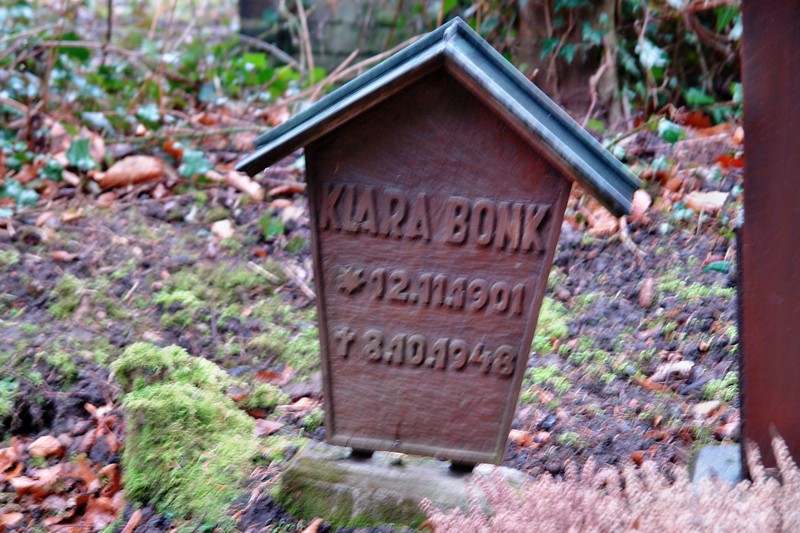 KLARA BONK
* 12.11.1901
† 8.10.1948